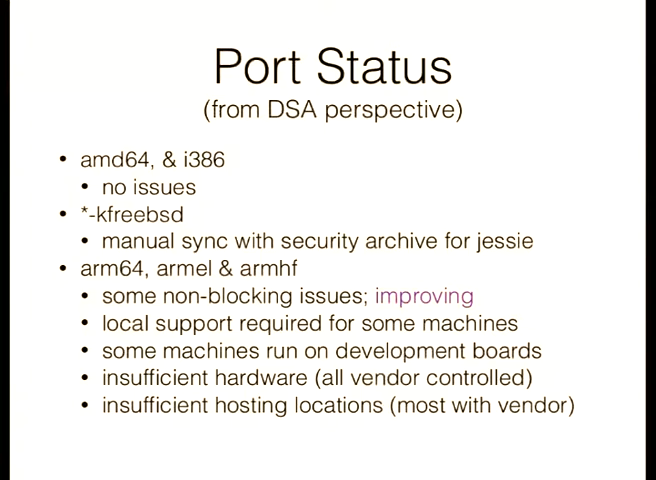 Port Status
(from DSA perspective)
• amd64, & i386
• no issues
• *-kfreebsd
• manual sync with security archive for jessie
• arm64, armel & armhf
• some non-blocking issues; improving
• local support required for some machines
• some machines run on development boards
• insufficient hardware (all vendor controlled)
• insufficient hosting locations (most with vendor)